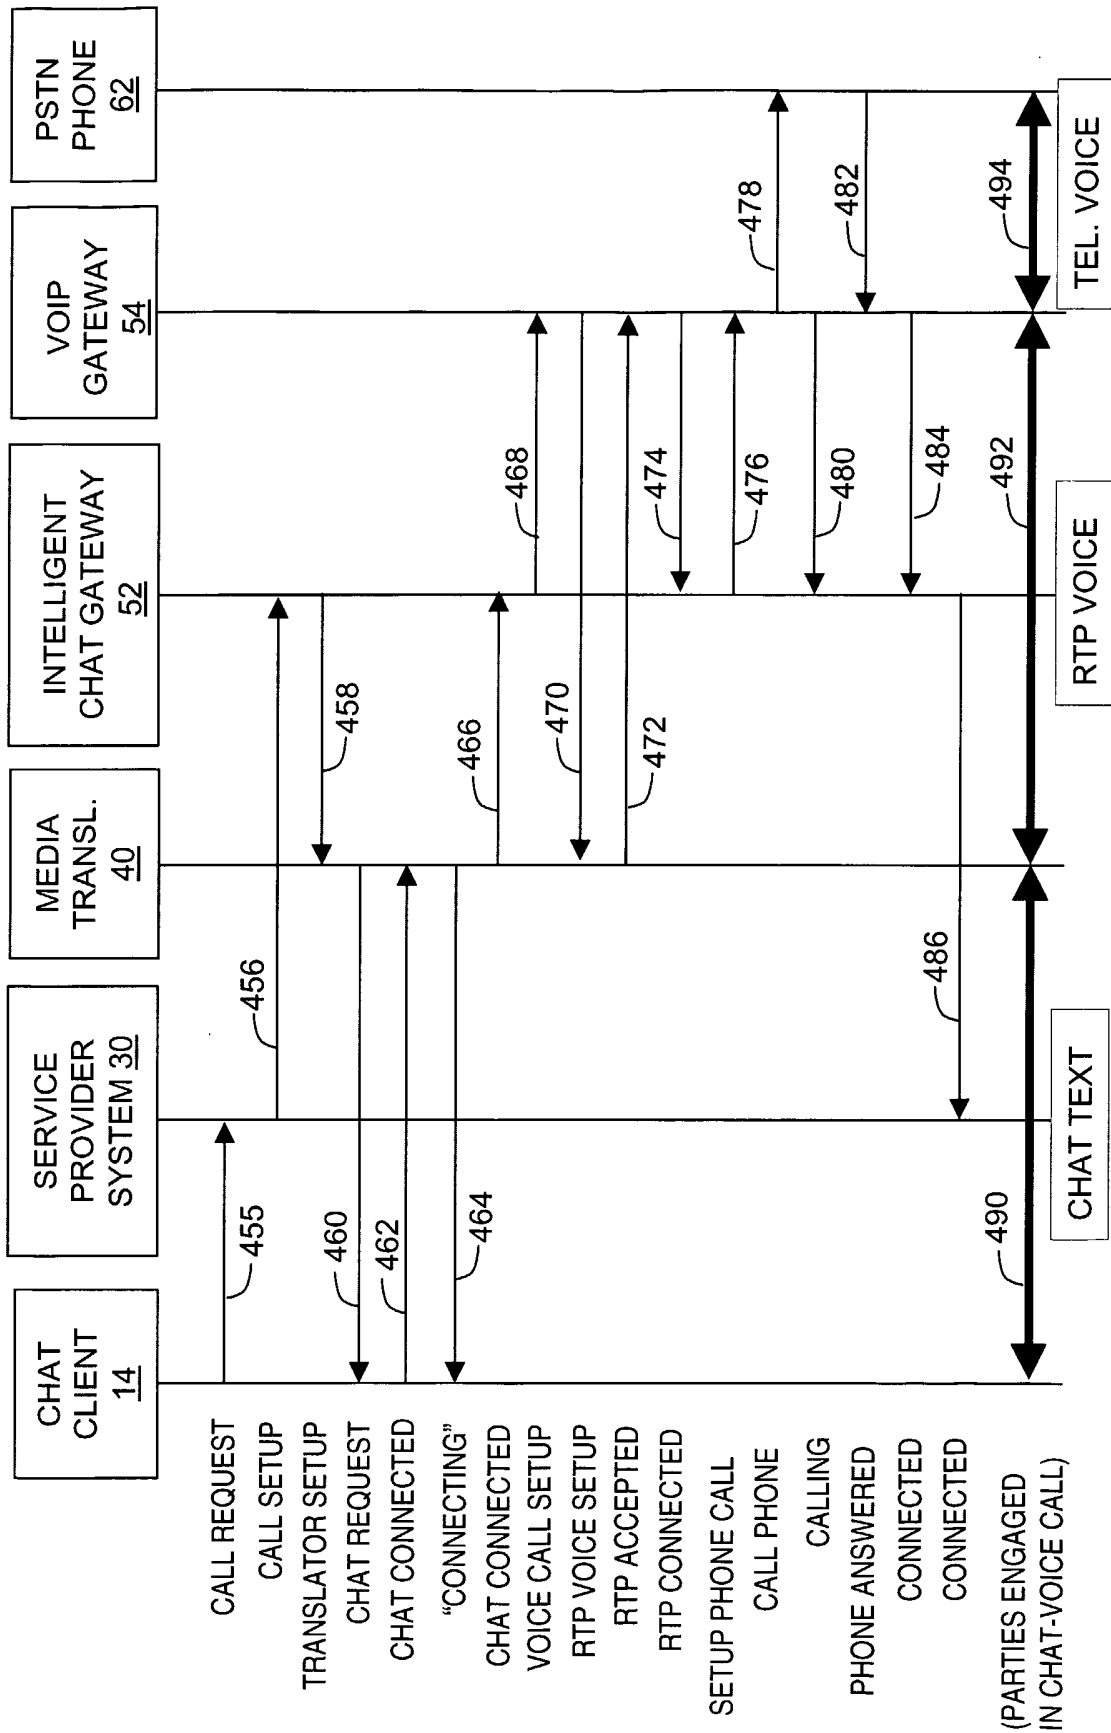 CHAT
CLIENT
14
SERVICE
PROVIDER
SYSTEM 30
MEDIA
TRANSL.
40
INTELLIGENT
CHAT GATEWAY
52
VOIP
GATEWAY
54
PSTN
PHONE
62
CALL REQUEST
455
CALL SETUP
456
TRANSLATOR SETUP
458
CHAT REQUEST
460
CHAT CONNECTED
462
"CONNECTING"
464
CHAT CONNECTED
466
VOICE CALL SETUP
468
RTP VOICE SETUP
470
RTP ACCEPTED
472
RTP CONNECTED
474
SETUP PHONE CALL
476
CALL PHONE
478
CALLING
480
PHONE ANSWERED
482
CONNECTED
484
CONNECTED
486
(PARTIES ENGAGED
IN CHAT-VOICE CALL)
490
492
494
CHAT TEXT
RTP VOICE
TEL. VOICE